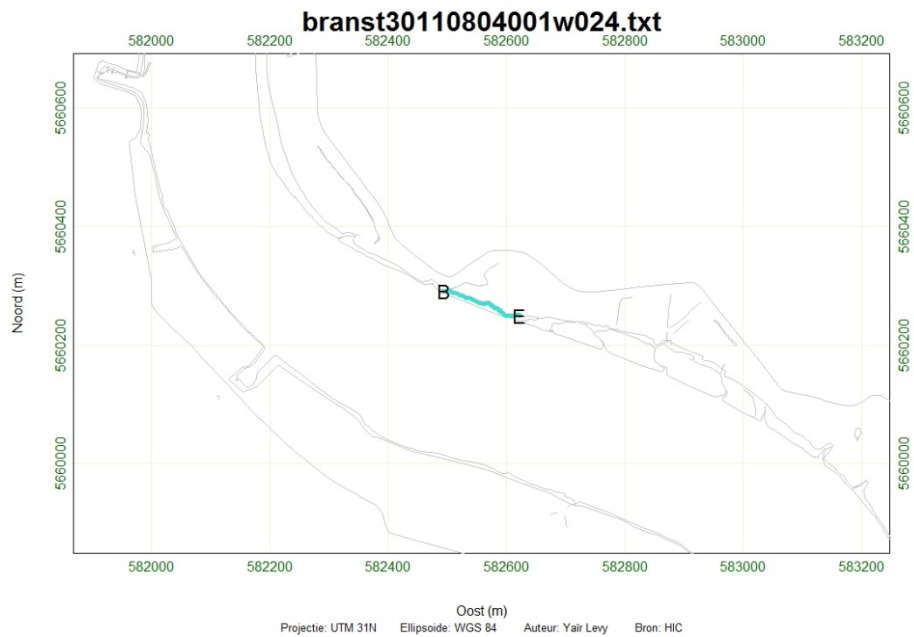 branst30110804001w024.txt
582000 582200 582400 582600 582800 583000 583200
5660600 5660600
5660400 5660400
5660200 5660200
5660000 5660000
Noord (m)
B
E
582000 582200 582400 582600 582800 583000 583200
Oost (m)
Projectie: UTM 31N Ellipsoide: WGS 84 Auteur: Yaïr Levy Bron: HIC